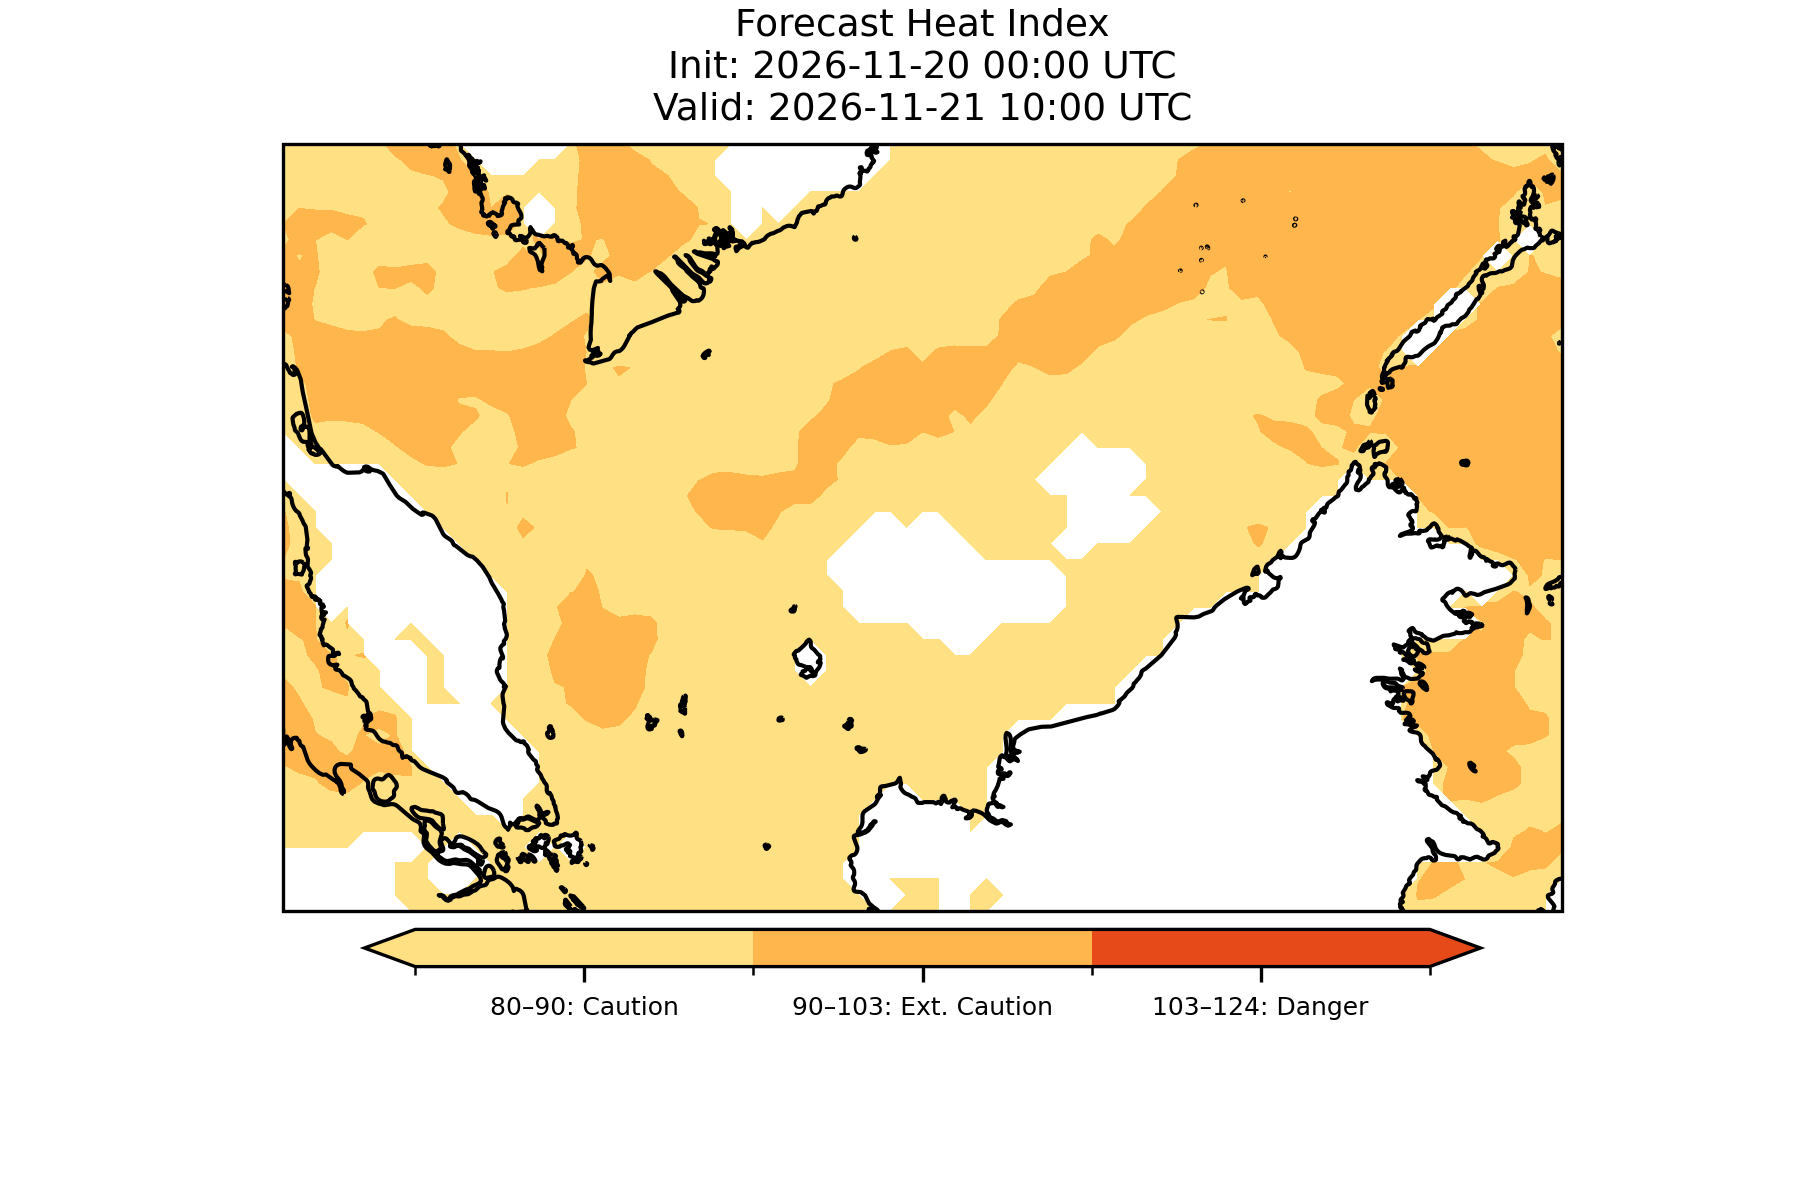 Forecast Heat Index
Init: 2026-11-20 00:00 UTC
Valid: 2026-11-21 10:00 UTC
80–90: Caution
90–103: Ext. Caution
103–124: Danger